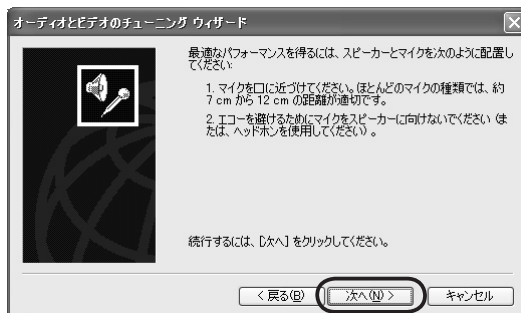 オーディオとビデオのチューニング ウィザード
最適なパフォーマンスを得るには、スピーカーとマイクを次のように配置し
てください:
1. マイクを口に近づけてください。ほとんどのマイクの種類では、約
7 cm から 12 cm の距離が適切です。
2. エコーを避けるためにマイクをスピーカーに向けないでください (ま
たは、ヘッドホンを使用してください) 。
続行するには、[次へ] をクリックしてください。
< 戻る(B)
次へ(N) >
キャンセル